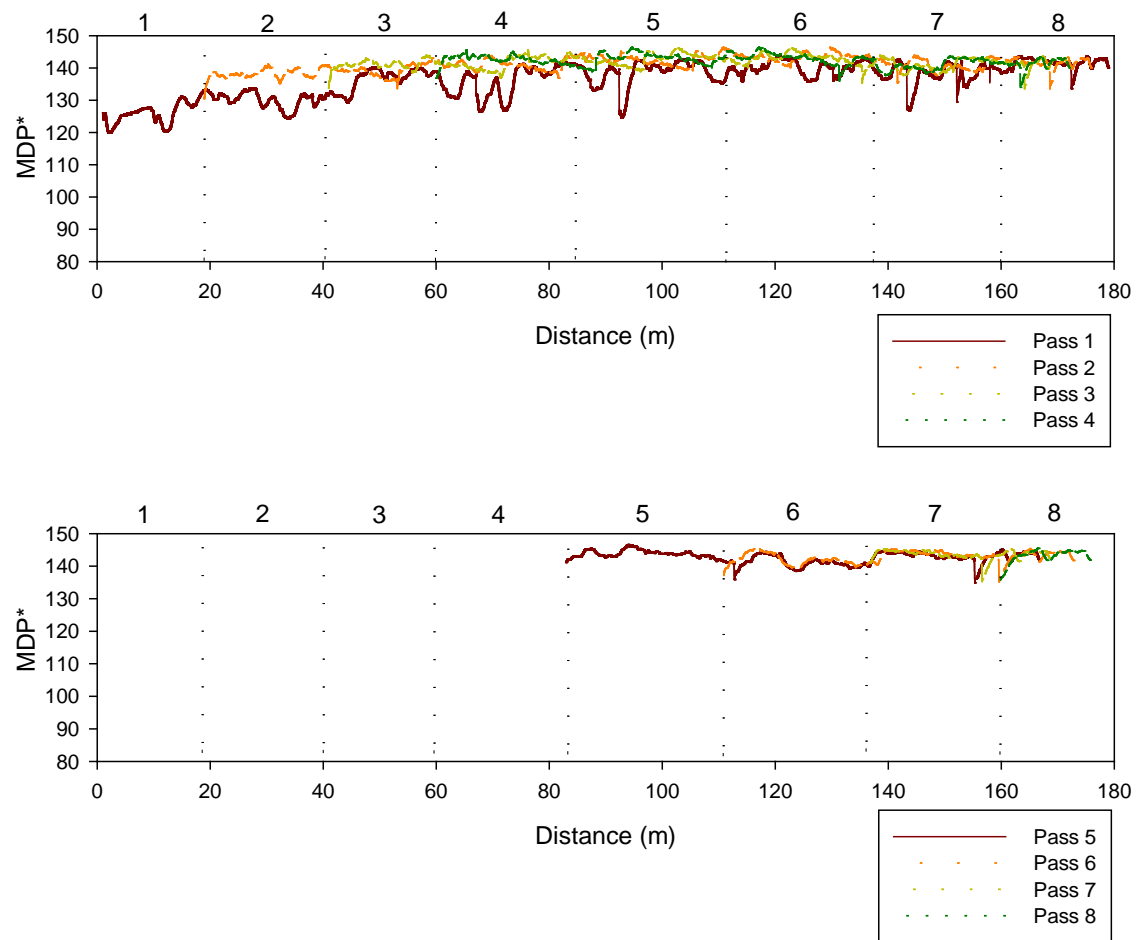 1 2 3 4 5 6 7 8
150
140
130
120
110
100
90
80
MDP*
0 20 40 60 80 100 120 140 160 180
Distance (m)
Pass 1
Pass 2
Pass 3
Pass 4
1 2 3 4 5 6 7 8
150
140
130
120
110
100
90
80
MDP*
0 20 40 60 80 100 120 140 160 180
Distance (m)
Pass 5
Pass 6
Pass 7
Pass 8